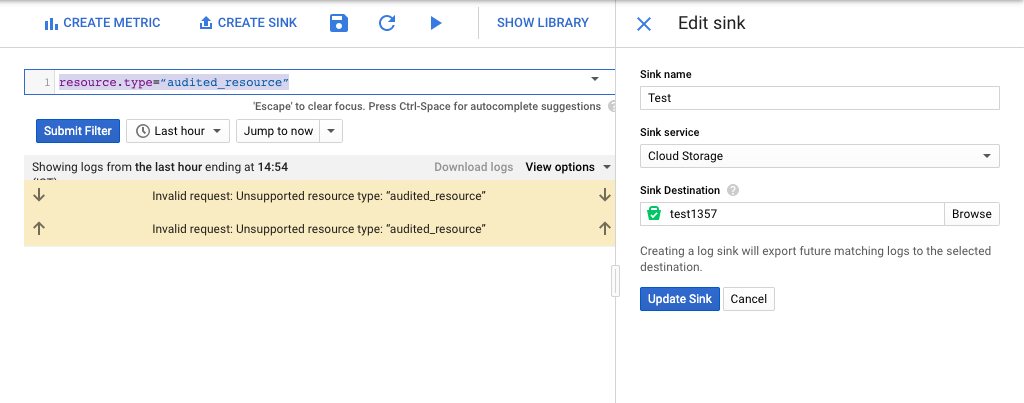 CREATE METRIC CREATE SINK SHOW LIBRARY
1 resource.type=“audited_resource”
'Escape' to clear focus. Press Ctrl-Space for autocomplete suggestions ?
Submit Filter Last hour Jump to now
Showing logs from the last hour ending at 14:54 Download logs View options
Invalid request: Unsupported resource type: “audited_resource”
Invalid request: Unsupported resource type: “audited_resource”
Edit sink
Sink name
Test
Sink service
Cloud Storage
Sink Destination ?
test1357 Browse
Creating a log sink will export future matching logs to the selected
destination.
Update Sink Cancel